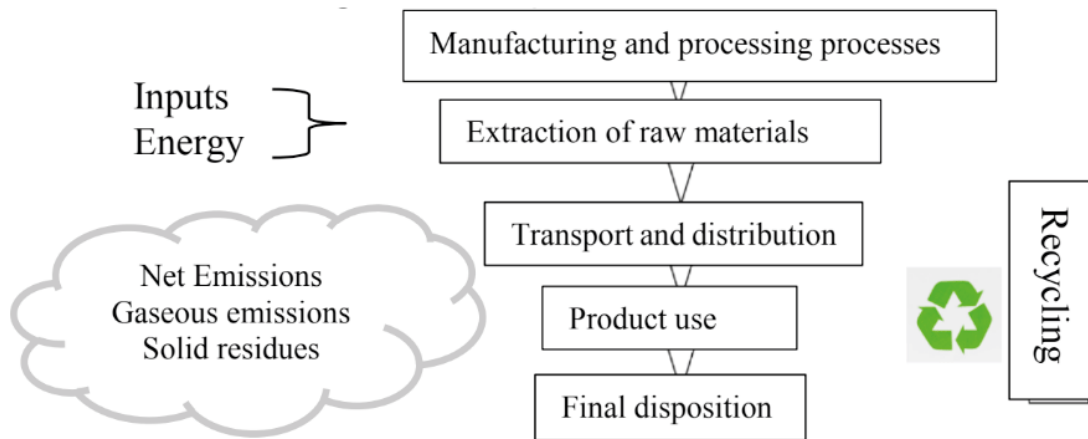 Manufacturing and processing processes
Inputs
Energy
Extraction of raw materials
Transport and distribution
Net Emissions
Gaseous emissions
Solid residues
Product use
Final disposition
Recycling